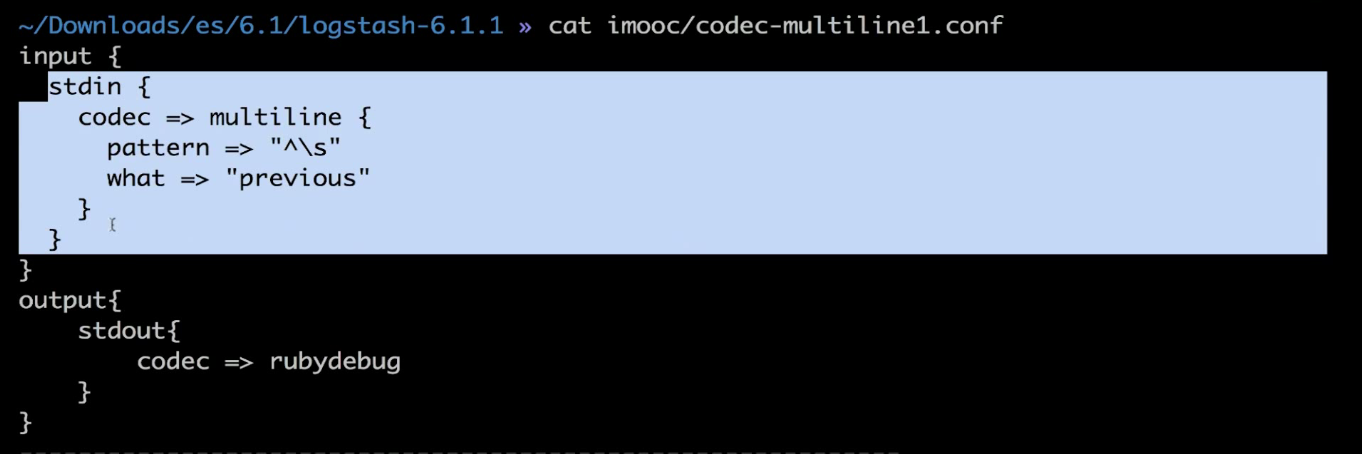 ~/Downloads/es/6.1/logstash-6.1.1 » cat imooc/codec-multiline1.conf
input {
  stdin {
    codec => multiline {
      pattern => "^\s"
      what => "previous"
    }
  }
}
output{
    stdout{
        codec => rubydebug
    }
}